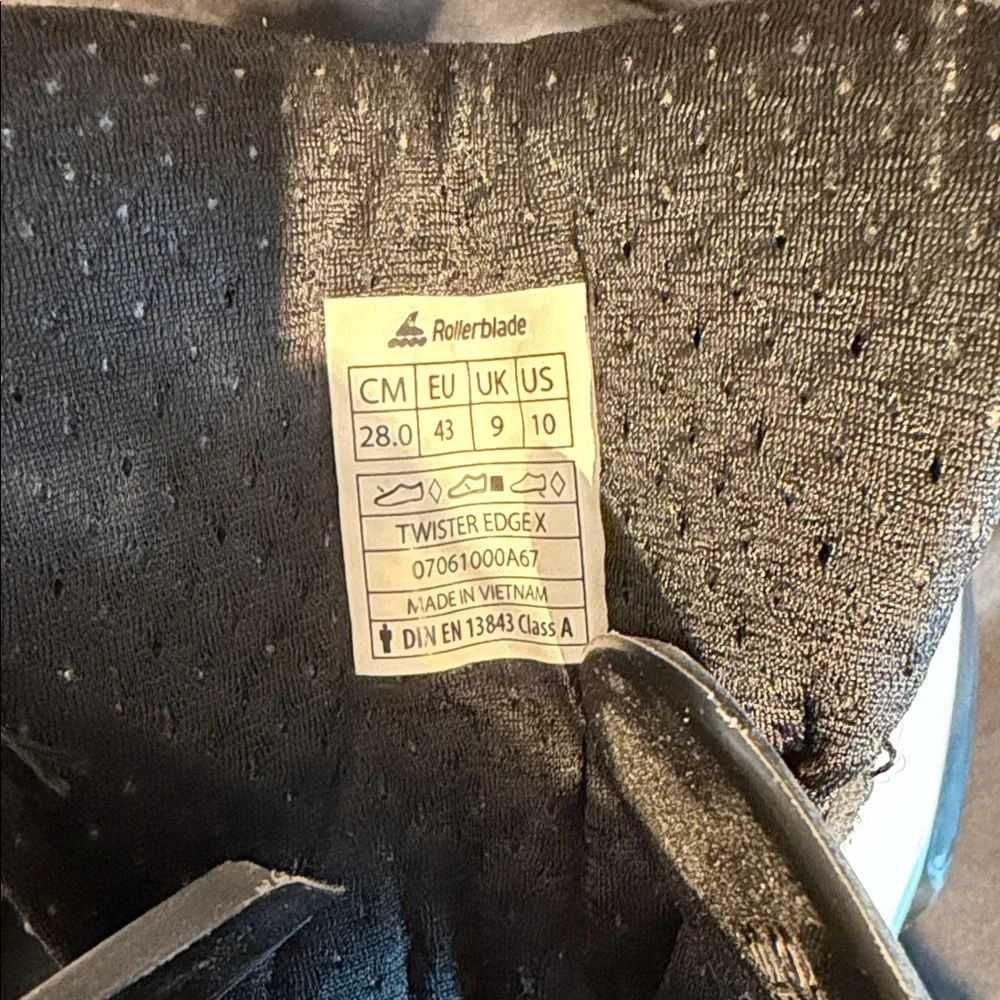 Rollerblade
CM EU UK US
28.0 43 9 10
TWISTER EDGE X
07061000A67
MADE IN VIETNAM
DIN EN 13843 Class A